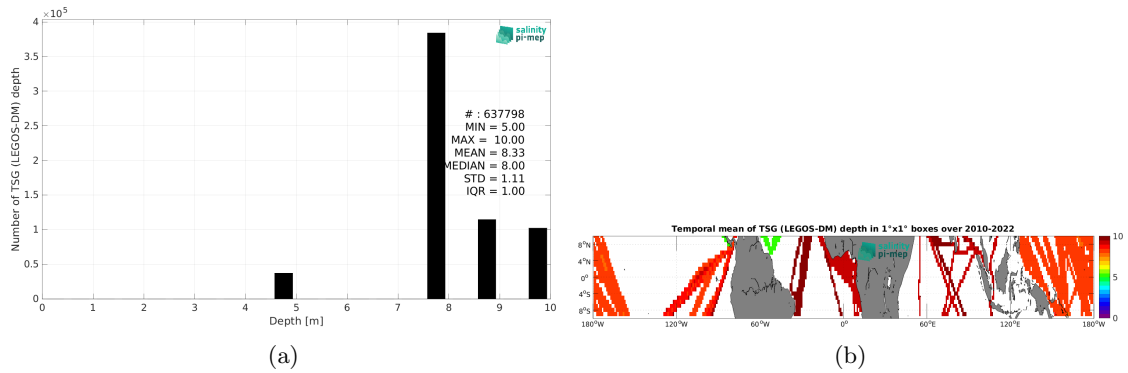 ×10⁵
4
3.5
3
2.5
2
1.5
1
0.5
0
Number of TSG (LEGOS-DM) depth
salinity
pi-mep
# : 637798
MIN = 5.00
MAX = 10.00
MEAN = 8.33
MEDIAN = 8.00
STD = 1.11
IQR = 1.00
0 1 2 3 4 5 6 7 8 9 10
Depth [m]
(a)
Temporal mean of TSG (LEGOS-DM) depth in 1°x1° boxes over 2010-2022
salinity
pi-mep
8°N
4°N
0°
4°S
8°S
180°W 120°W 60°W 0° 60°E 120°E 180°W
10
5
0
(b)